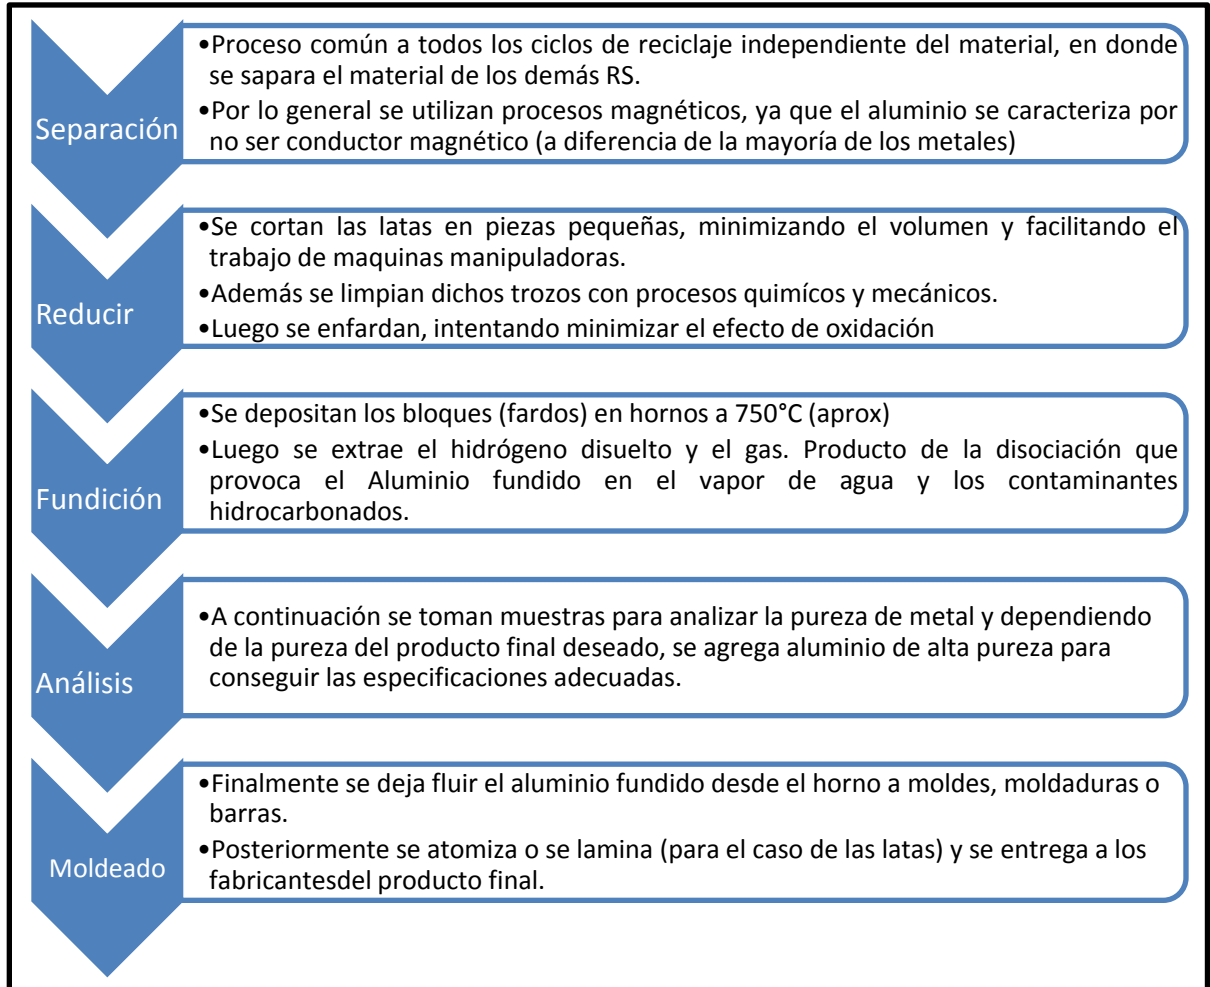 Separación
•Proceso común a todos los ciclos de reciclaje independiente del material, en donde
se sapara el material de los demás RS.
•Por lo general se utilizan procesos magnéticos, ya que el aluminio se caracteriza por
no ser conductor magnético (a diferencia de la mayoría de los metales)
Reducir
•Se cortan las latas en piezas pequeñas, minimizando el volumen y facilitando el
trabajo de maquinas manipuladoras.
•Además se limpian dichos trozos con procesos quimícos y mecánicos.
•Luego se enfardan, intentando minimizar el efecto de oxidación
Fundición
•Se depositan los bloques (fardos) en hornos a 750°C (aprox)
•Luego se extrae el hidrógeno disuelto y el gas. Producto de la disociación que
provoca el Aluminio fundido en el vapor de agua y los contaminantes
hidrocarbonados.
Análisis
•A continuación se toman muestras para analizar la pureza de metal y dependiendo
de la pureza del producto final deseado, se agrega aluminio de alta pureza para
conseguir las especificaciones adecuadas.
Moldeado
•Finalmente se deja fluir el aluminio fundido desde el horno a moldes, moldaduras o
barras.
•Posteriormente se atomiza o se lamina (para el caso de las latas) y se entrega a los
fabricantesdel producto final.